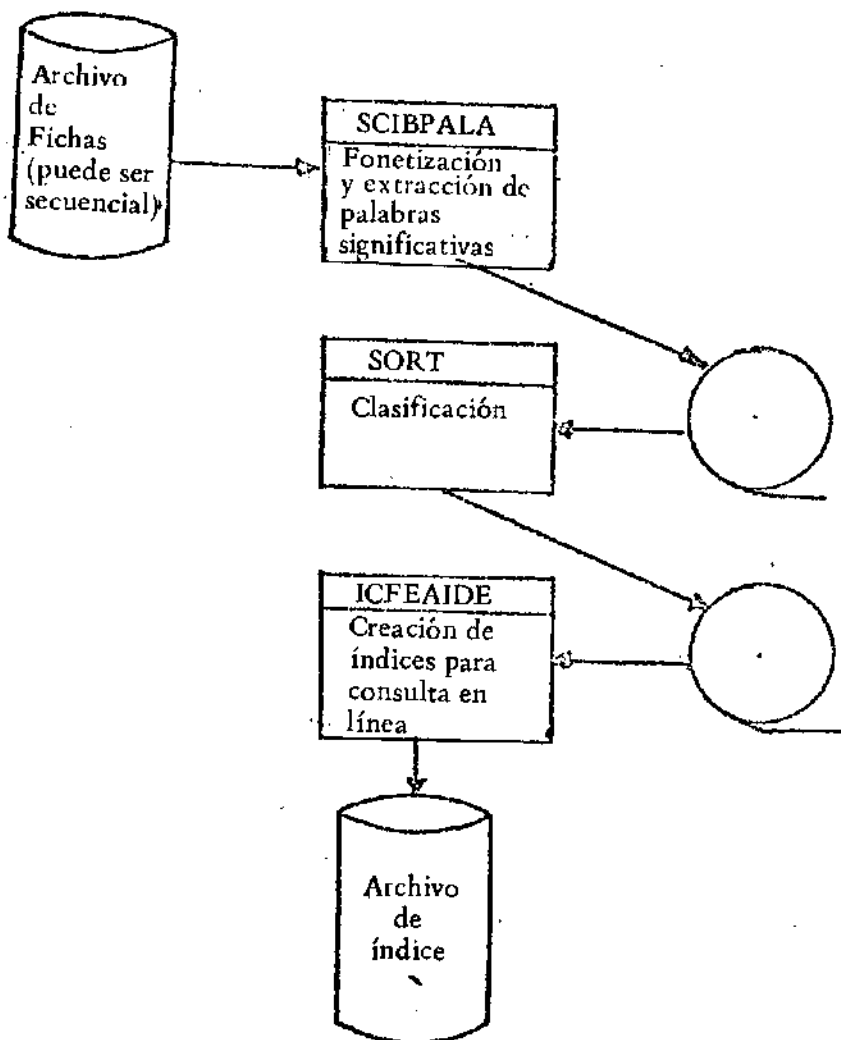 Archivo
de
Fichas
(puede ser
secuencial)
SCIBPALA
Fonetización
y extracción de
palabras
significativas
SORT
Clasificación
ICFEAIDE
Creación de
índices para
consulta en
línea
Archivo
de
índice